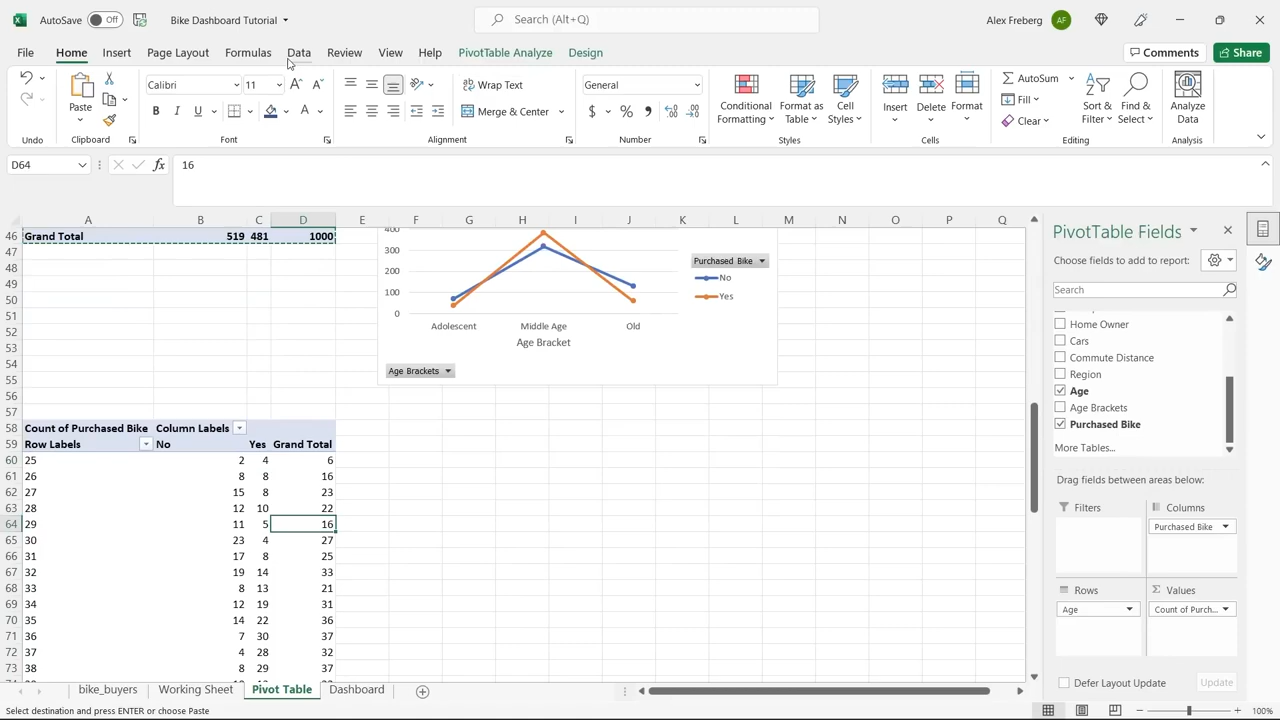 AutoSave Off Bike Dashboard Tutorial Search (Alt+Q) Alex Freberg AF
File Home Insert Page Layout Formulas Data Review View Help PivotTable Analyze Design Comments Share
Paste Calibri 11 Wrap Text General
B I U Merge & Center $ %
Conditional Formatting Format as Table Cell Styles Insert Delete Format
AutoSum Fill Clear Sort & Filter Find & Select Analyze Data
Undo Clipboard Font Alignment Number Styles Cells Editing Analysis
D64 fx 16
A B C D E F G H I J K L M N O P Q
46 Grand Total 519 481 1000
47
48
49
50
51
52
53
54
55
56
57
400
300
200
100
0
Adolescent Middle Age Old
Age Bracket
Purchased Bike
No
Yes
Age Brackets
58 Count of Purchased Bike Column Labels
59 Row Labels No Yes Grand Total
60 25 2 4 6
61 26 8 8 16
62 27 15 8 23
63 28 12 10 22
64 29 11 5 16
65 30 23 4 27
66 31 17 8 25
67 32 19 14 33
68 33 8 13 21
69 34 12 19 31
70 35 14 22 36
71 36 7 30 37
72 37 4 28 32
73 38 8 29 37
PivotTable Fields
Choose fields to add to report:
Search
Home Owner
Cars
Commute Distance
Region
Age
Age Brackets
Purchased Bike
More Tables...
Drag fields between areas below:
Filters Columns
Purchased Bike
Rows Σ Values
Age Count of Purch...
Defer Layout Update Update
bike_buyers Working Sheet Pivot Table Dashboard
Select destination and press ENTER or choose Paste 100%